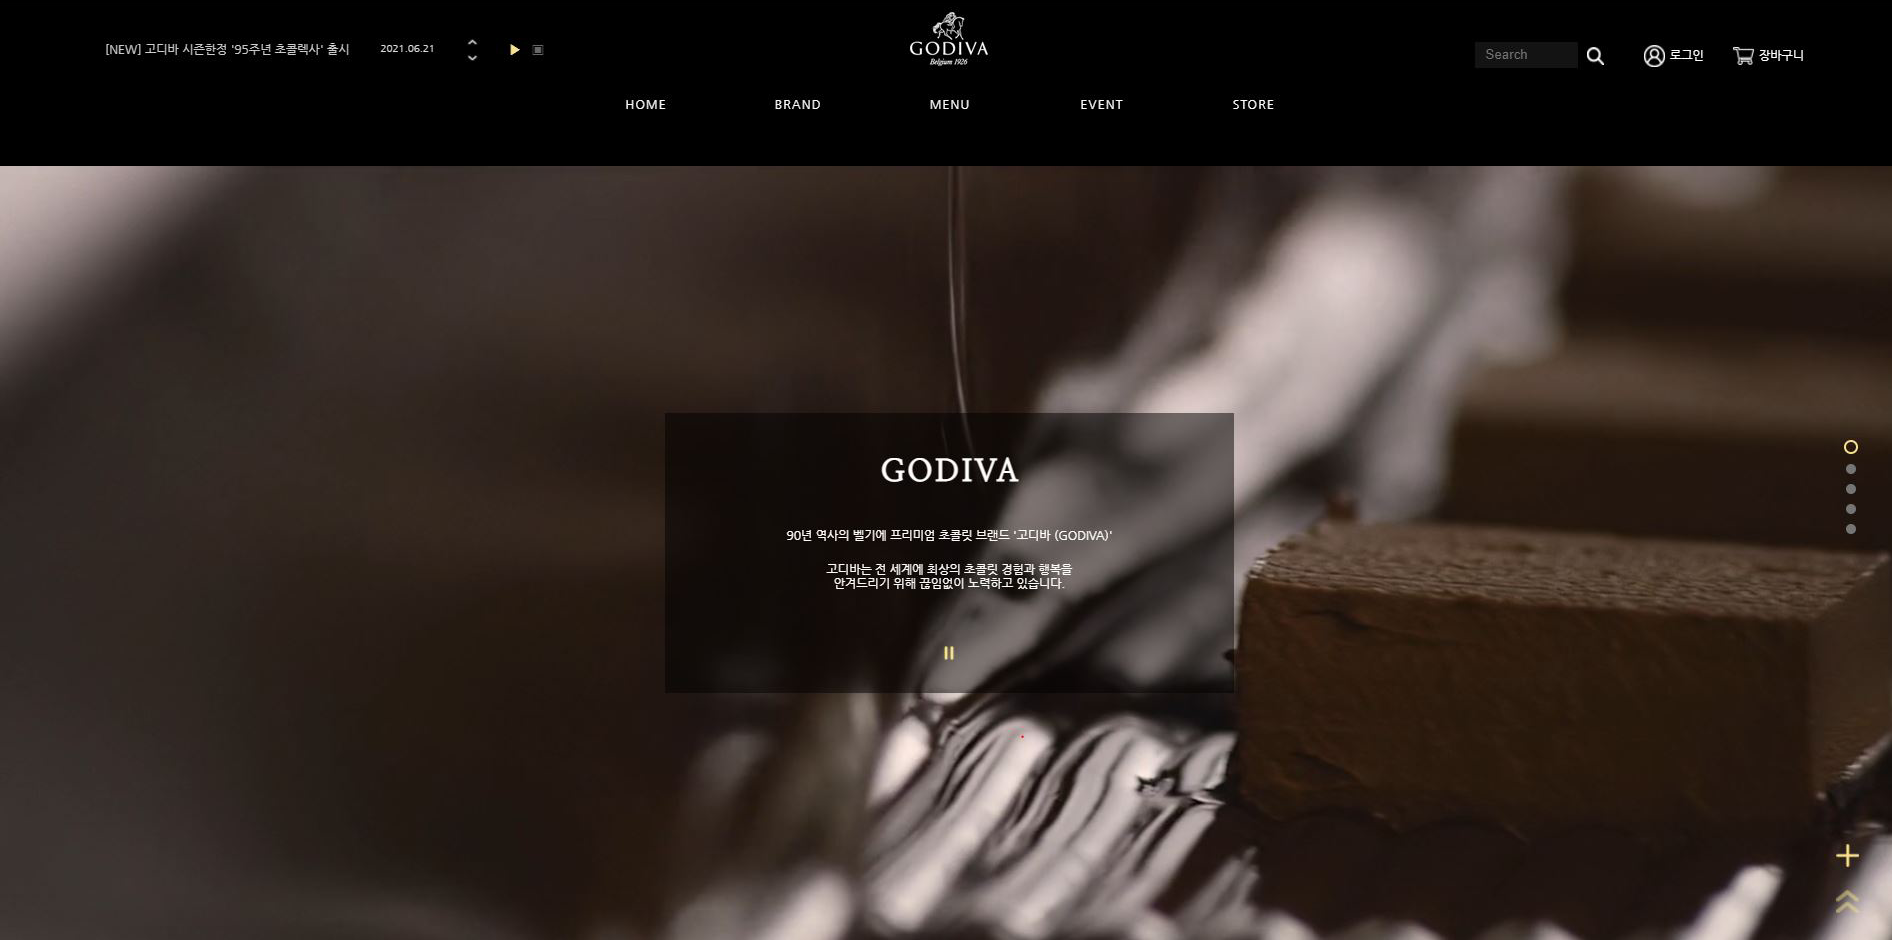 [NEW] 고디바 시즌한정 '95주년 초콜렉사' 출시 2021.06.21
GODIVA
Belgium 1926
Search 로그인 장바구니
HOME BRAND MENU EVENT STORE
GODIVA
90년 역사의 벨기에 프리미엄 초콜릿 브랜드 '고디바 (GODIVA)'
고디바는 전 세계에 최상의 초콜릿 경험과 행복을
안겨드리기 위해 끊임없이 노력하고 있습니다.